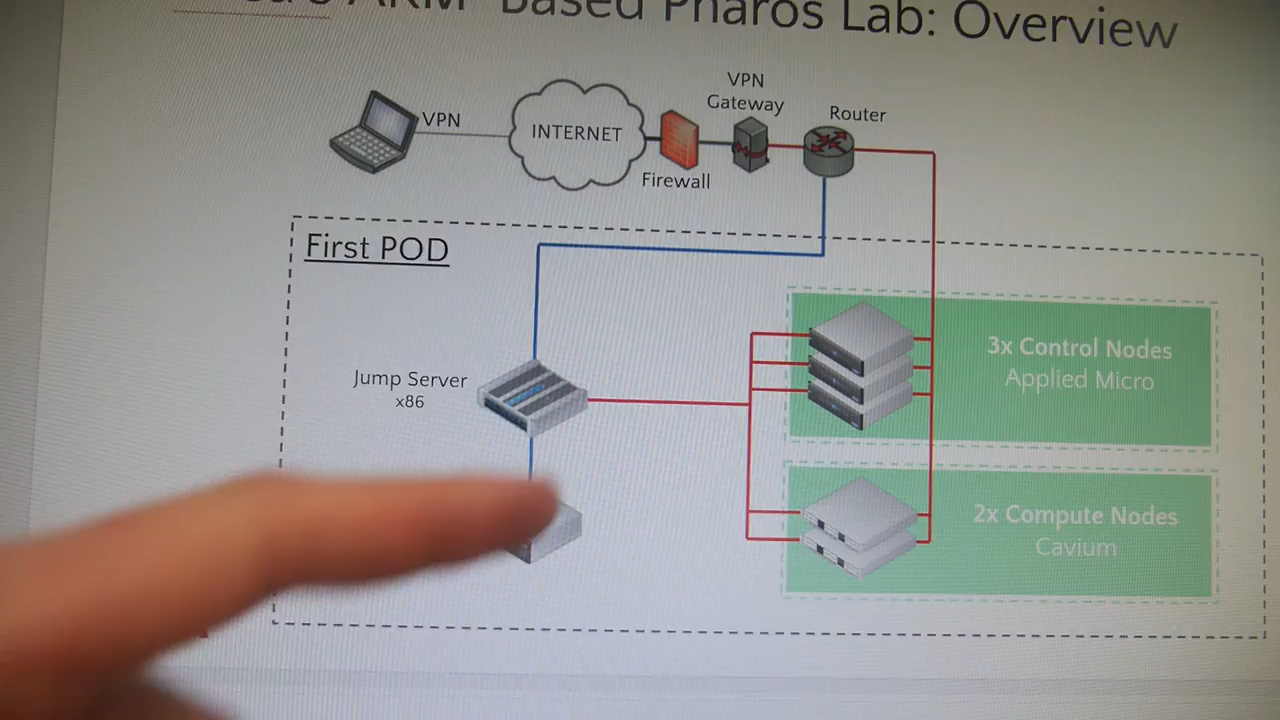 ARM Based Pharos Lab: Overview
VPN
INTERNET
Firewall
VPN
Gateway
Router
First POD
Jump Server
x86
3x Control Nodes
Applied Micro
2x Compute Nodes
Cavium